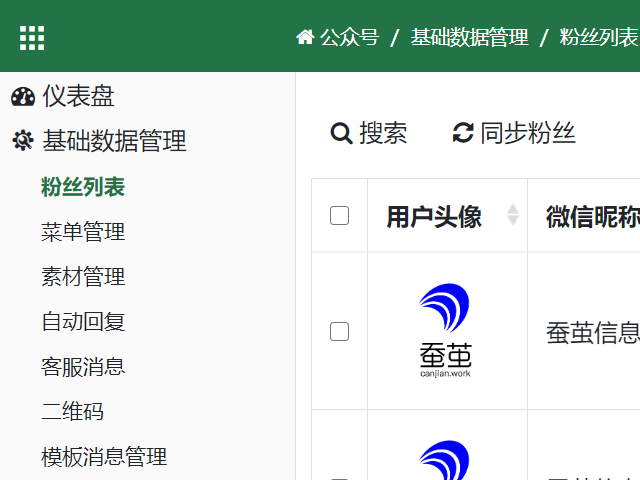 公众号 / 基础数据管理 / 粉丝列表
仪表盘
基础数据管理
粉丝列表
菜单管理
素材管理
自动回复
客服消息
二维码
模板消息管理
搜索 同步粉丝
用户头像 微信昵称
蚕茧
canjian.work
蚕茧信息